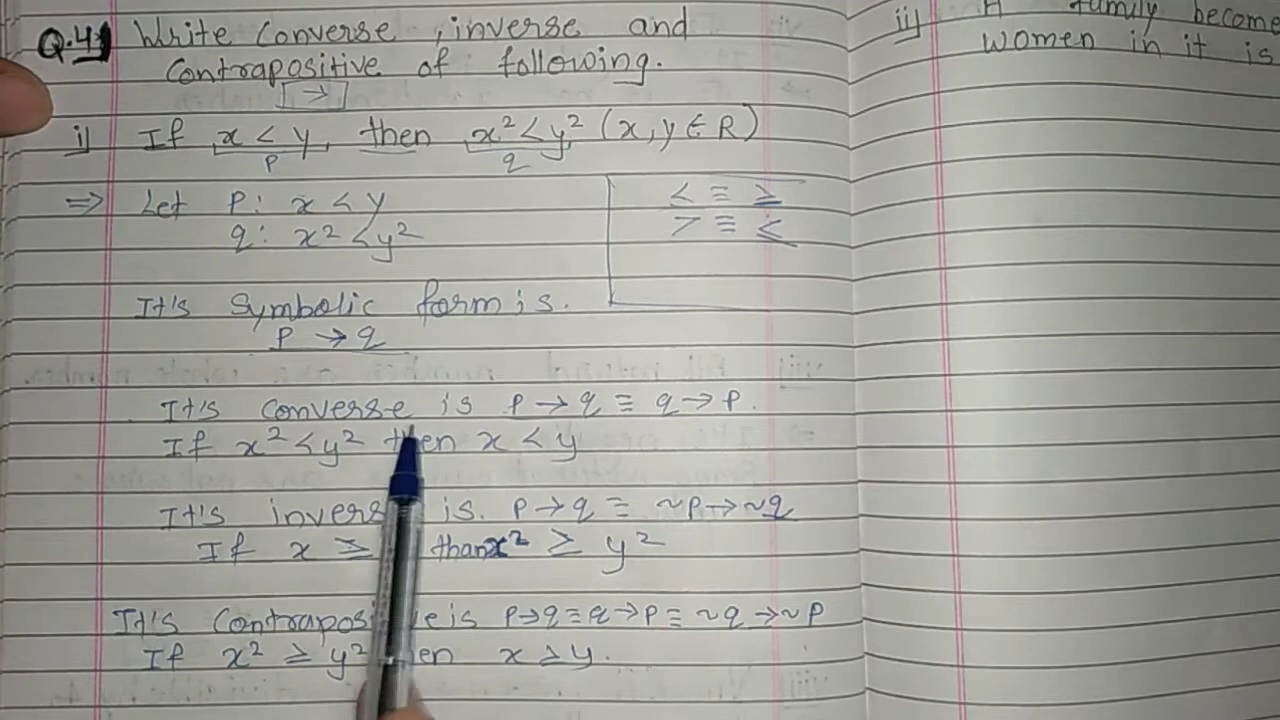 Q.4) Write Converse, inverse and
Contrapositive of following.
→
i) If x < y, then x² < y² (x, y ∈ R)
p q
⇒ Let P: x < y
q: x² < y²
< ≡ ≥
> ≡ ≤
It's Symbolic form is.
P → q
It's converse is P → q ≡ q → P.
If x² < y² then x < y
It's inverse is. P → q ≡ ~P → ~q
If x ≥ than x² ≥ y²
It's Contrapositive is P → q ≡ q → P ≡ ~q → ~P
If x² ≥ y² then x ≥ y.
ii) A family become
women in it is